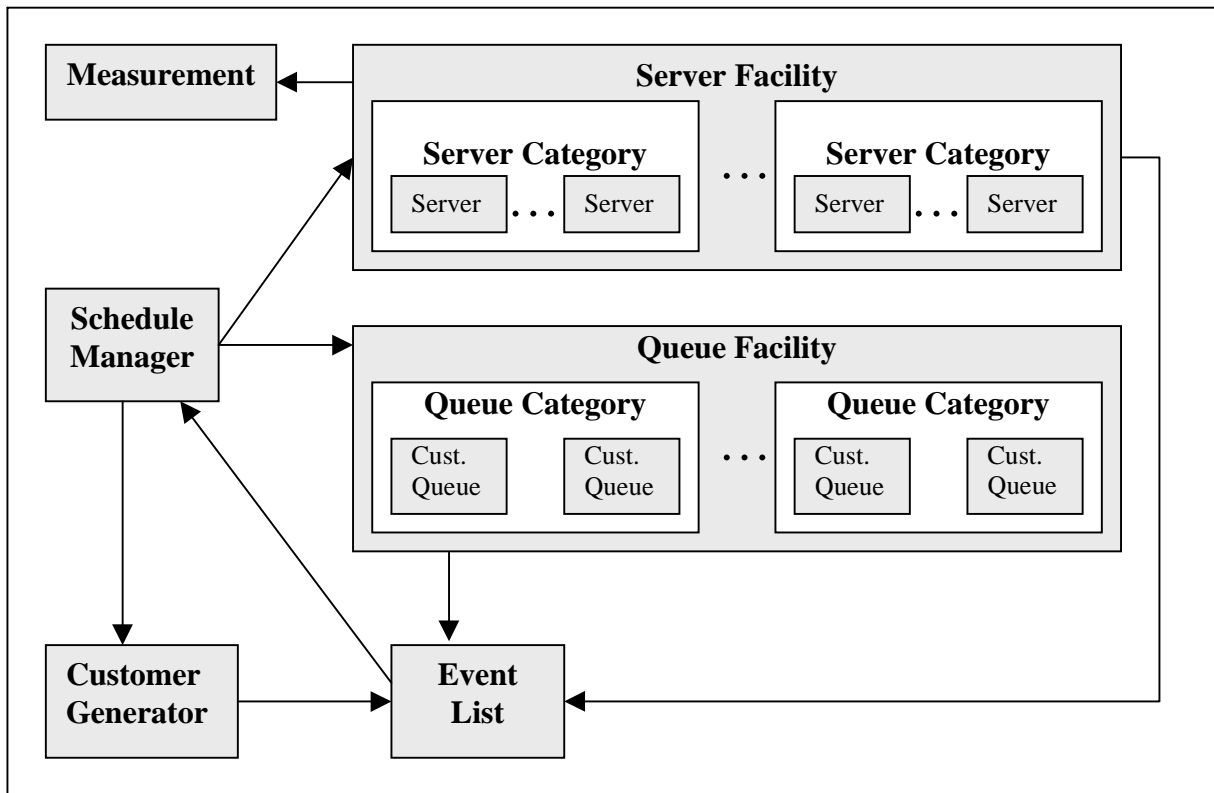 Measurement
Server Facility
Server Category
Server ... Server
...
Server Category
Server ... Server
Schedule
Manager
Queue Facility
Queue Category
Cust.
Queue
Cust.
Queue
...
Queue Category
Cust.
Queue
Cust.
Queue
Customer
Generator
Event
List